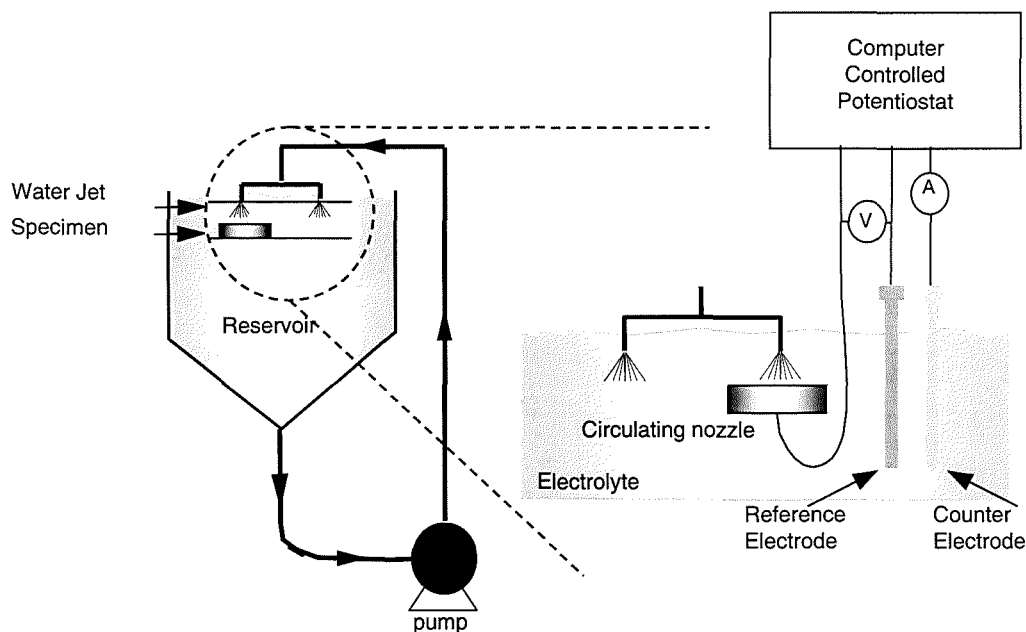 Computer
Controlled
Potentiostat
Water Jet
Specimen
A
V
Reservoir
Circulating nozzle
Electrolyte
Reference
Electrode
Counter
Electrode
pump